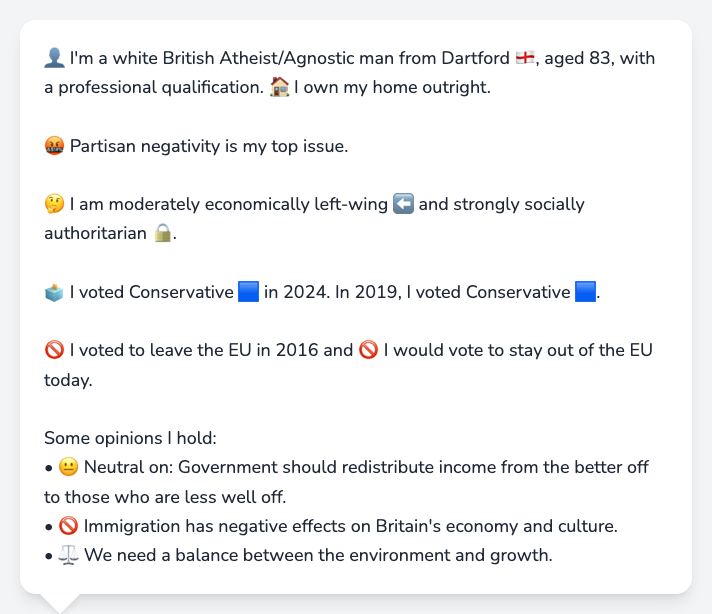 👤 I'm a white British Atheist/Agnostic man from Dartford 🏴󠁧󠁢󠁥󠁮󠁧󠁿, aged 83, with
a professional qualification. 🏠 I own my home outright.
🤬 Partisan negativity is my top issue.
🤔 I am moderately economically left-wing ⬅️ and strongly socially
authoritarian 🔒.
🗳️ I voted Conservative 🟦 in 2024. In 2019, I voted Conservative 🟦.
🚫 I voted to leave the EU in 2016 and 🚫 I would vote to stay out of the EU
today.
Some opinions I hold:
• 😐 Neutral on: Government should redistribute income from the better off
to those who are less well off.
• 🚫 Immigration has negative effects on Britain's economy and culture.
• ⚖️ We need a balance between the environment and growth.